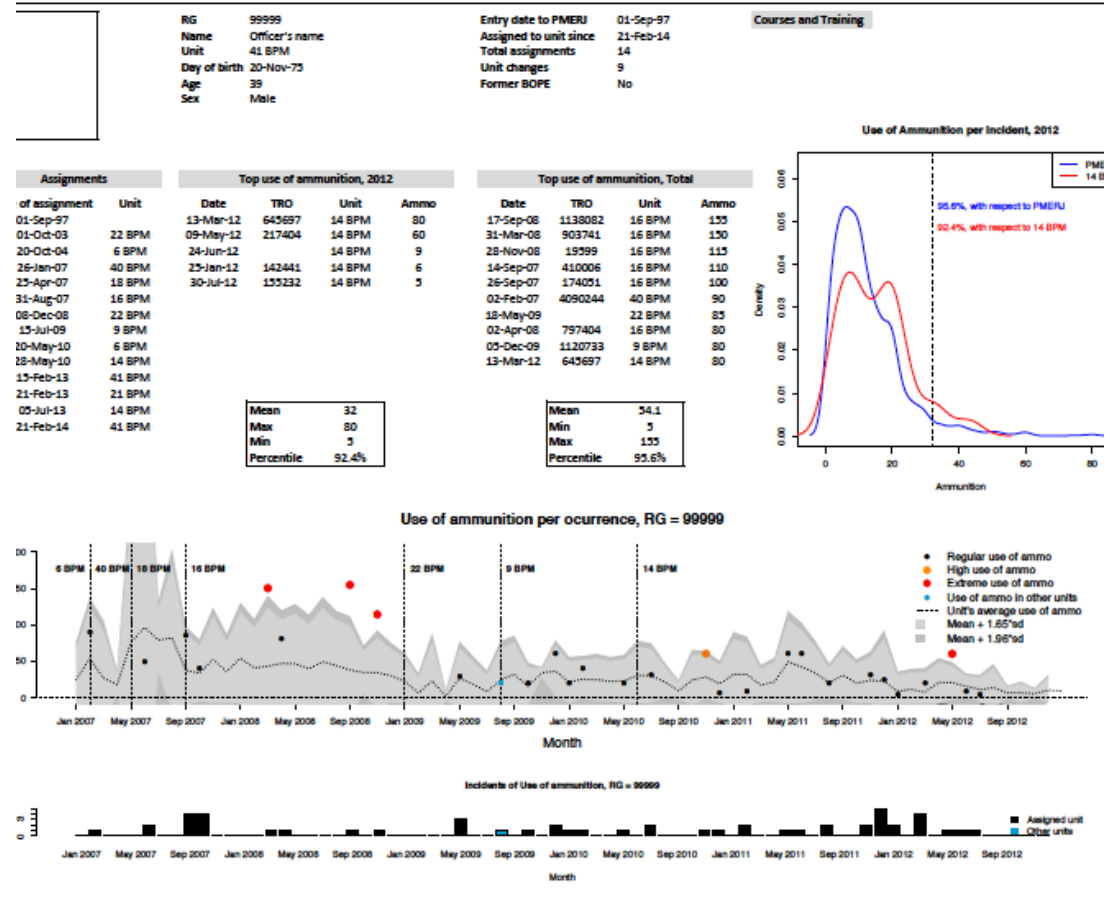 RG 99999 Entry date to PMERJ 01-Sep-97 Courses and Training
Name Officer's name Assigned to unit since 21-Feb-14
Unit 41 BPM Total assignments 14
Day of birth 20-Nov-75 Unit changes 9
Age 39 Former BOPE No
Sex Male
Use of Ammunition per Incident, 2012
Assignments Top use of ammunition, 2012 Top use of ammunition, Total
of assignment Unit Date TRO Unit Ammo Date TRO Unit Ammo
01-Sep-97 13-Mar-12 645697 14 BPM 80 17-Sep-08 1138082 16 BPM 155
01-Oct-03 22 BPM 09-May-12 217404 14 BPM 60 31-Mar-08 903741 16 BPM 150
20-Oct-04 6 BPM 24-Jun-12 14 BPM 9 28-Nov-08 19599 16 BPM 115
26-Jan-07 40 BPM 25-Jan-12 142441 14 BPM 6 14-Sep-07 410006 16 BPM 110
25-Apr-07 18 BPM 30-Jul-12 155232 14 BPM 5 26-Sep-07 174051 16 BPM 100
31-Aug-07 16 BPM 02-Feb-07 4090244 40 BPM 90
08-Dec-08 22 BPM 18-May-09 22 BPM 85
15-Jul-09 9 BPM 02-Apr-08 797404 16 BPM 80
20-May-10 6 BPM 05-Dec-09 1120733 9 BPM 80
28-May-10 14 BPM 13-Mar-12 645697 14 BPM 80
15-Feb-13 41 BPM
21-Feb-13 21 BPM
05-Jul-13 14 BPM
21-Feb-14 41 BPM
Mean 32
Max 80
Min 5
Percentile 92.4%
Mean 54.1
Min 5
Max 155
Percentile 95.6%
PME
14 B
95.6%, with respect to PMERJ
92.4%, with respect to 14 BPM
Density
0.06
0.05
0.04
0.03
0.02
0.01
0.00
0 20 40 60 80
Ammunition
Use of ammunition per ocurrence, RG = 99999
00
50
00
50
0
6 BPM 40 BPM 18 BPM 16 BPM 22 BPM 9 BPM 14 BPM
Regular use of ammo
High use of ammo
Extreme use of ammo
Use of ammo in other units
Unit's average use of ammo
Mean + 1.65*sd
Mean + 1.96*sd
Jan 2007 May 2007 Sep 2007 Jan 2008 May 2008 Sep 2008 Jan 2009 May 2009 Sep 2009 Jan 2010 May 2010 Sep 2010 Jan 2011 May 2011 Sep 2011 Jan 2012 May 2012 Sep 2012
Month
Incidents of Use of ammunition, RG = 99999
0
Assigned unit
Other units
Jan 2007 May 2007 Sep 2007 Jan 2008 May 2008 Sep 2008 Jan 2009 May 2009 Sep 2009 Jan 2010 May 2010 Sep 2010 Jan 2011 May 2011 Sep 2011 Jan 2012 May 2012 Sep 2012
Month